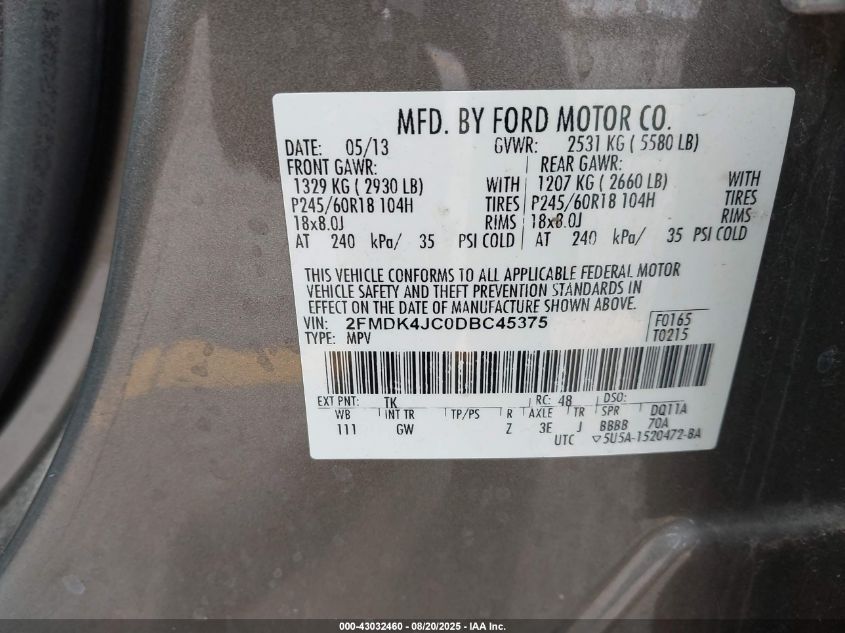 MFD. BY FORD MOTOR CO.
DATE: 05/13 GVWR: 2531 KG ( 5580 LB)
FRONT GAWR: REAR GAWR:
1329 KG ( 2930 LB) WITH 1207 KG ( 2660 LB) WITH
P245/60R18 104H TIRES P245/60R18 104H TIRES
18x8.0J RIMS 18x8.0J RIMS
AT 240 kPa/ 35 PSI COLD AT 240 kPa/ 35 PSI COLD
THIS VEHICLE CONFORMS TO ALL APPLICABLE FEDERAL MOTOR
VEHICLE SAFETY AND THEFT PREVENTION STANDARDS IN
EFFECT ON THE DATE OF MANUFACTURE SHOWN ABOVE.
VIN: 2FMDK4JC0DBC45375 F0165
TYPE: MPV T0215
EXT PNT: TK RC: 48 DSO:
WB INT TR TP/PS R AXLE TR SPR DQ11A
111 GW Z 3E J BBBB 70A
UTC ▽5U5A-1520472-BA
000-43032460 - 08/20/2025 - IAA Inc.